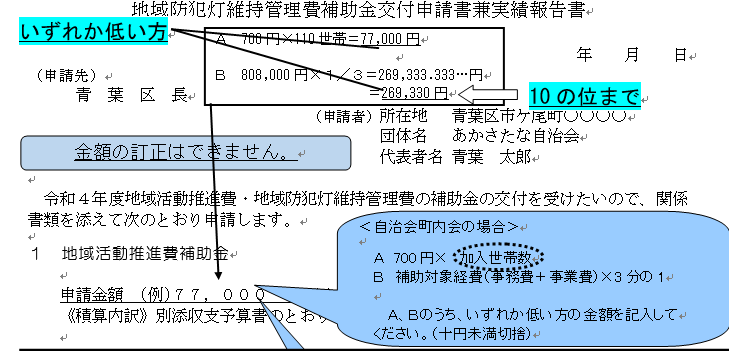 地域防犯灯維持管理費補助金交付申請書兼実績報告書
いずれか低い方
A 700円×110世帯＝77,000円
年 月 日
B 808,000円×１／３＝269,333.333…円
＝269,330円
10の位まで
（申請先）
青 葉 区 長
（申請者）所在地 青葉区市ケ尾町〇〇〇〇
団体名 あかさたな自治会
代表者名 青葉 太郎
金額の訂正はできません。
令和４年度地域活動推進費・地域防犯灯維持管理費の補助金の交付を受けたいので、関係
書類を添えて次のとおり申請します。
１ 地域活動推進費補助金
申請金額 （例）７７，０００
《積算内訳》別添収支予算書のとおり
＜自治会町内会の場合＞
A 700円×加入世帯数
B 補助対象経費（事務費＋事業費）×３分の１
A、Bのうち、いずれか低い方の金額を記入して
ください。（十円未満切捨）